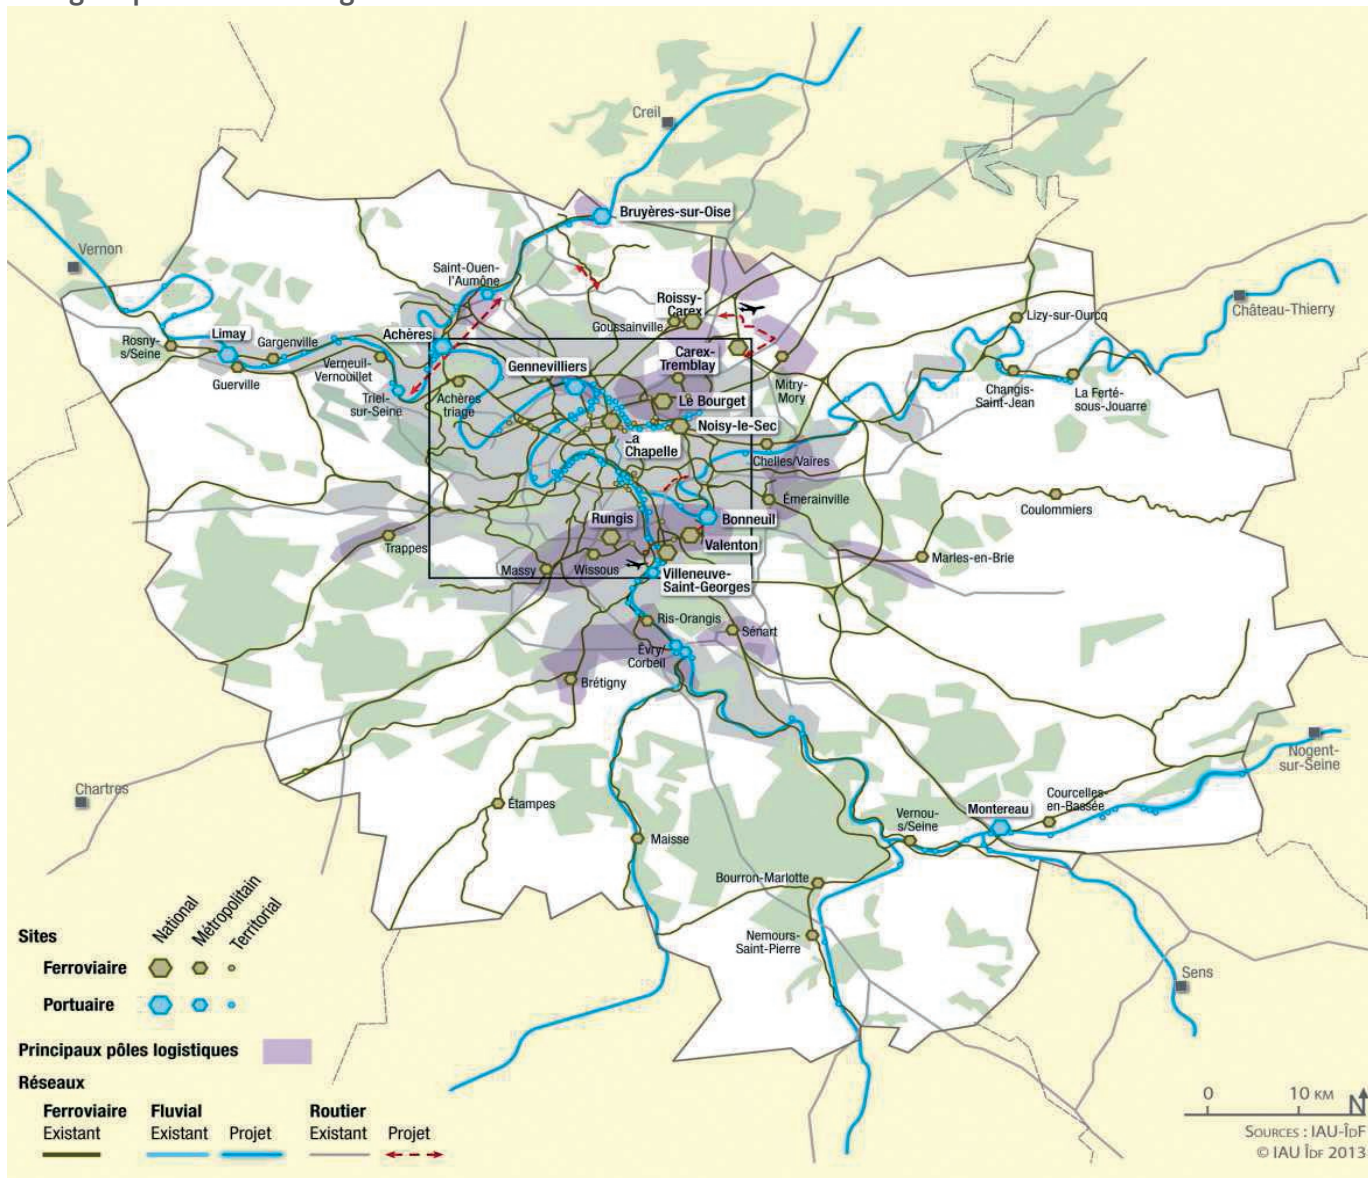 Creil
Bruyères-sur-Oise
Vernon
Saint-Ouen-
l'Aumône
Roissy-
Carex
Goussainville
Château-Thierry
Lizy-sur-Ourcq
Rosny-
s/Seine
Limay
Gargenville
Achères
Guerville
Verneuil-
Vernouillet
Triel-
sur-Seine
Achères
triage
Gennevilliers
Carex-
Tremblay
Mitry-
Mory
Le Bourget
Noisy-le-Sec
La
Chapelle
Chelles/Vaires
Changis-
Saint-Jean
La Ferté-
sous-Jouarre
Émerainville
Coulommiers
Bonneuil
Rungis
Valenton
Trappes
Massy
Wissous
Villeneuve-
Saint-Georges
Marles-en-Brie
Ris-Orangis
Sénart
Évry/
Corbeil
Brétigny
Nogent-
sur-Seine
Chartres
Étampes
Maisse
Vernou-
s/Seine
Montereau
Courcelles-
en-Bassée
Bourron-Marlotte
Nemours-
Saint-Pierre
Sens
Sites
National
Métropolitain
Territorial
Ferroviaire
Portuaire
Principaux pôles logistiques
Réseaux
Ferroviaire Fluvial Routier
Existant Existant Projet Existant Projet
0 10 KM
N
SOURCES : IAU-ÎDF
© IAU ÎDF 2013